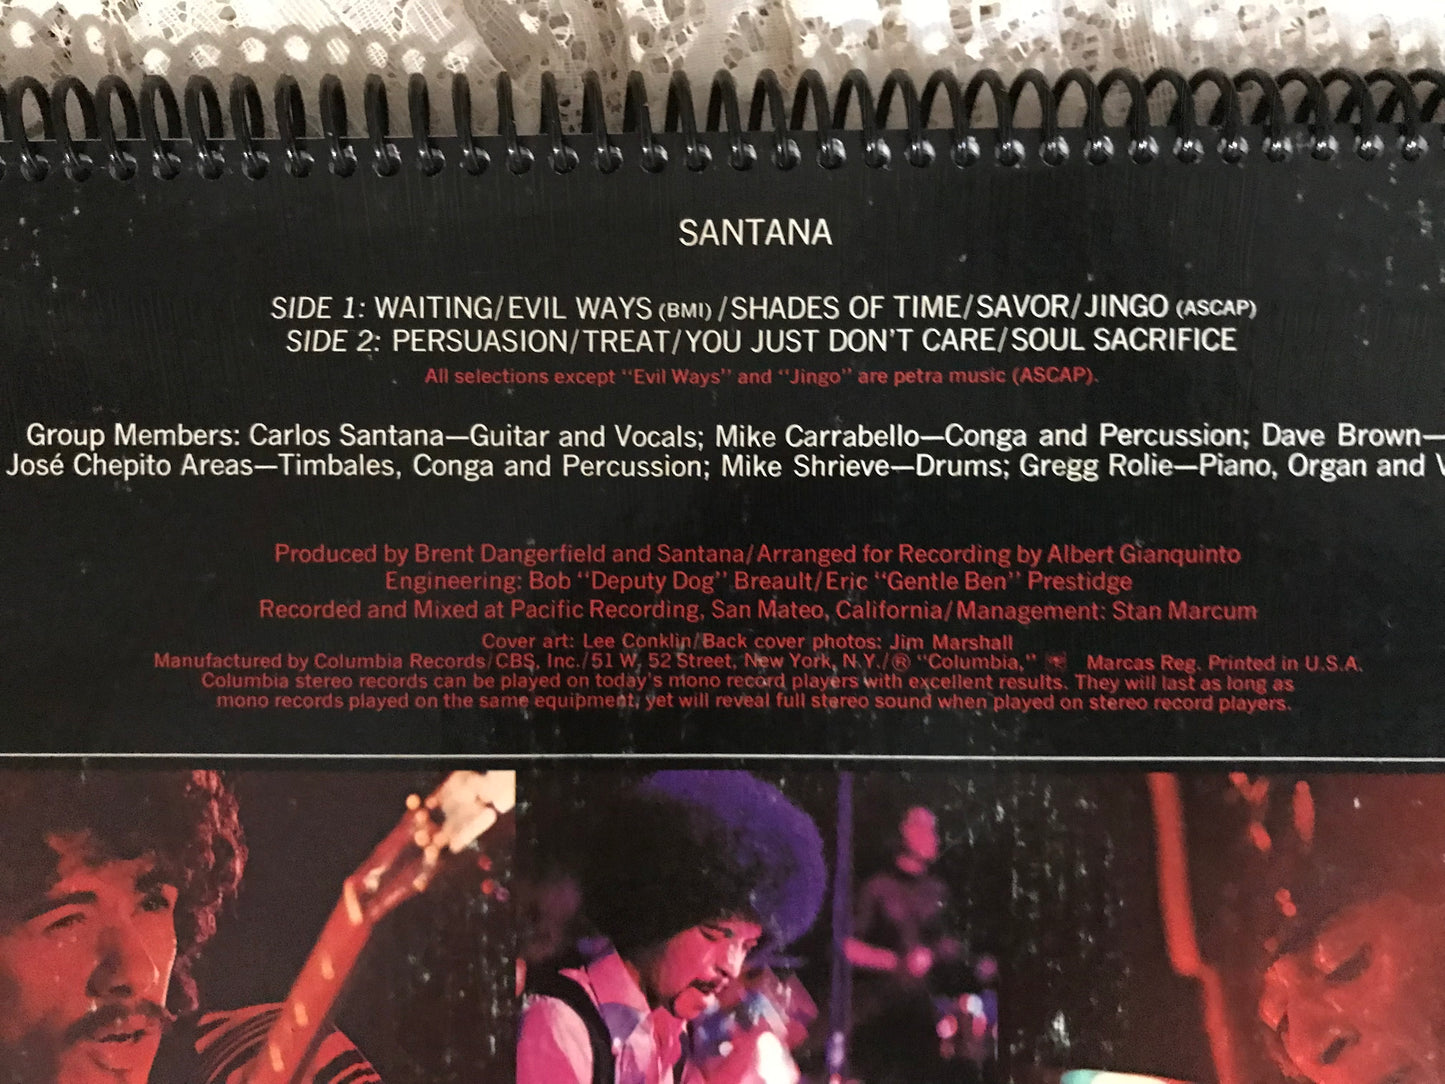 SANTANA
SIDE 1: WAITING/EVIL WAYS (BMI)/SHADES OF TIME/SAVOR/JINGO (ASCAP)
SIDE 2: PERSUASION/TREAT/YOU JUST DON'T CARE/SOUL SACRIFICE
All selections except "Evil Ways" and "Jingo" are petra music (ASCAP).
Group Members: Carlos Santana—Guitar and Vocals; Mike Carrabello—Conga and Percussion; Dave Brown—
José Chepito Areas—Timbales, Conga and Percussion; Mike Shrieve—Drums; Gregg Rolie—Piano, Organ and
Produced by Brent Dangerfield and Santana/Arranged for Recording by Albert Gianquinto
Engineering: Bob "Deputy Dog" Breault/Eric "Gentle Ben" Prestidge
Recorded and Mixed at Pacific Recording, San Mateo, California/Management: Stan Marcum
Cover art: Lee Conklin/Back cover photos: Jim Marshall
Manufactured by Columbia Records/CBS, Inc./51 W. 52 Street, New York, N.Y./® "Columbia," Marcas Reg. Printed in U.S.A.
Columbia stereo records can be played on today's mono record players with excellent results. They will last as long as
mono records played on the same equipment, yet will reveal full stereo sound when played on stereo record players.